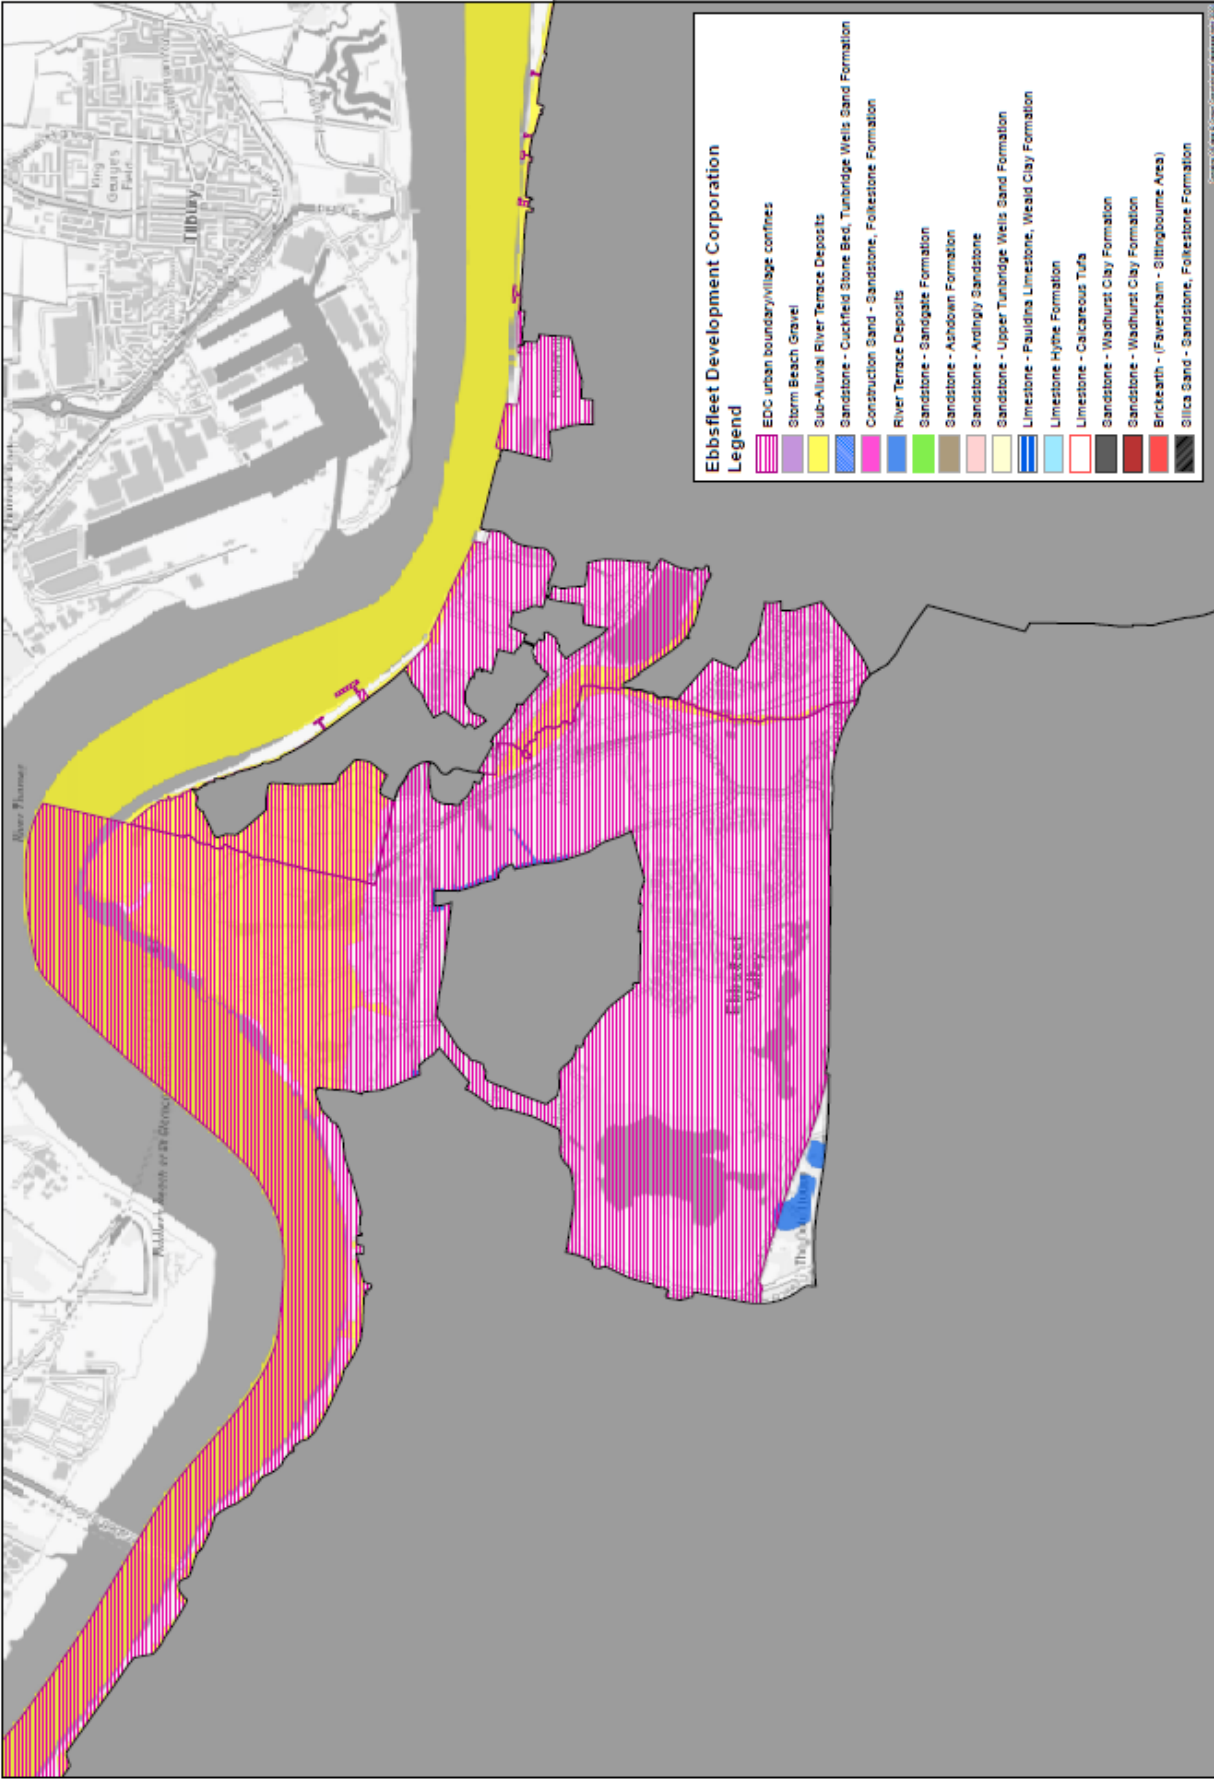 Ebbsfleet Development Corporation
Legend
EDC urban boundary/village confines
Storm Beach Gravel
Sub-Alluvial River Terrace Deposits
Sandstone - Cuckfield Stone Bed, Tunbridge Wells Sand Formation
Construction Sand - Sandstone, Folkestone Formation
River Terrace Deposits
Sandstone - Sandgate Formation
Sandstone - Ashdown Formation
Sandstone - Ardingly Sandstone
Sandstone - Upper Tunbridge Wells Sand Formation
Limestone - Paludina Limestone, Weald Clay Formation
Limestone Hythe Formation
Limestone - Calcareous Tufa
Sandstone - Wadhurst Clay Formation
Sandstone - Wadhurst Clay Formation
Brickearth (Faversham - Sittingbourne Area)
Silica Sand - Sandstone, Folkestone Formation
King
Georges
Field
Tilbury
River Thames
Ebbsfleet
Valley